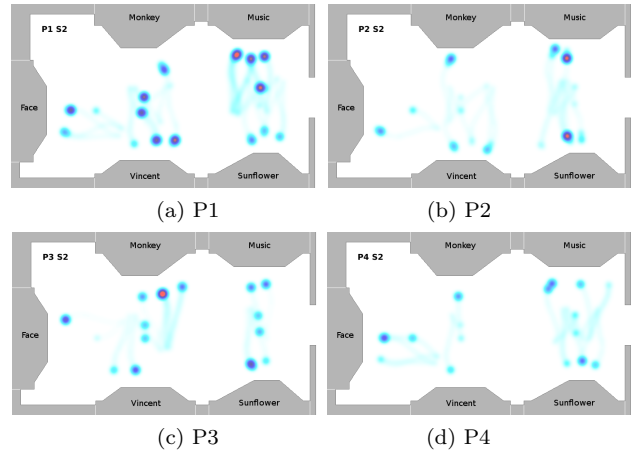 Monkey Music
P1 S2
Face
Vincent Sunflower
(a) P1
Monkey Music
P2 S2
Face
Vincent Sunflower
(b) P2
Monkey Music
P3 S2
Face
Vincent Sunflower
(c) P3
Monkey Music
P4 S2
Face
Vincent Sunflower
(d) P4